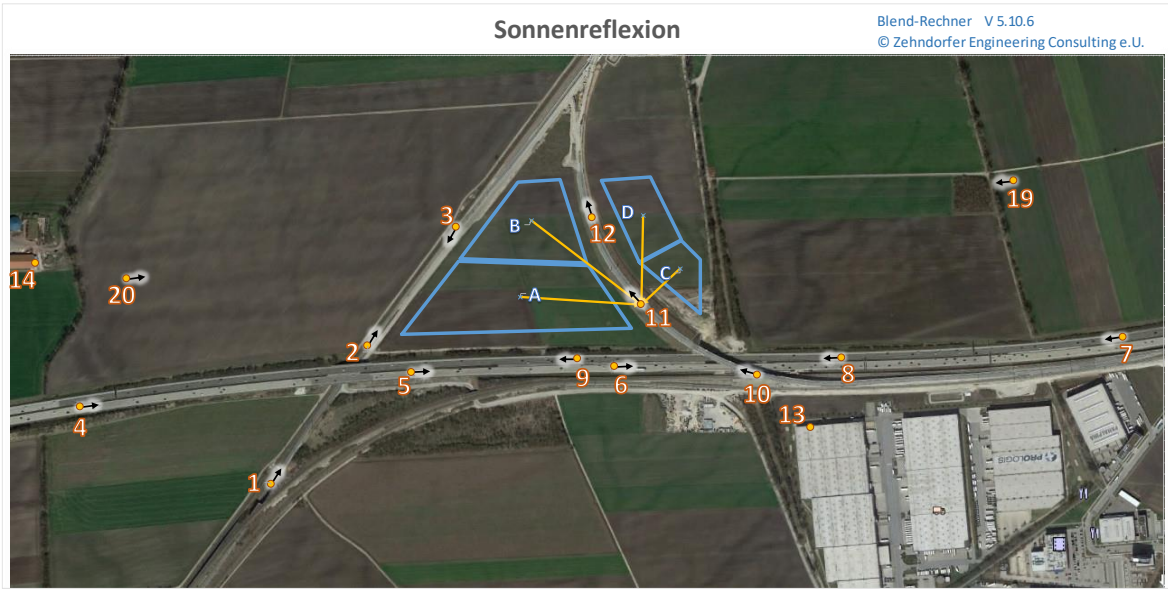 Sonnenreflexion
Blend-Rechner V 5.10.6
© Zehndorfer Engineering Consulting e.U.
19
3
B
D
12
14
20
C
A
11
7
2
5
9
6
10
8
4
13
1
PROLOGIS